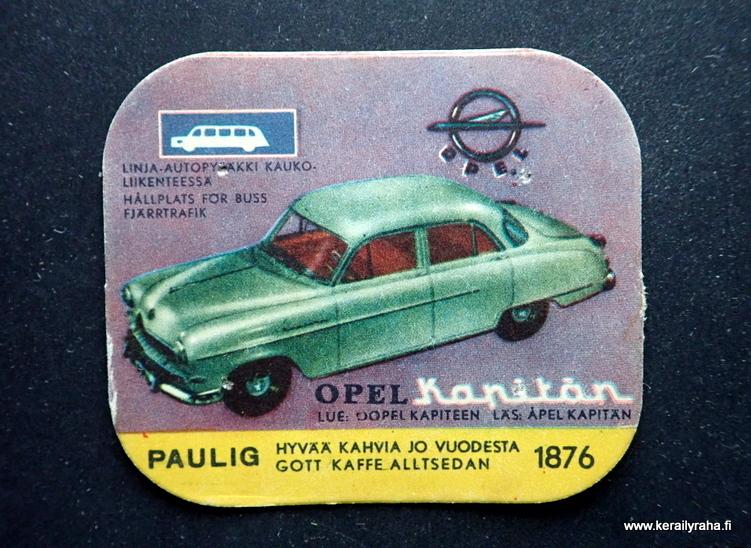 OPEL
LINJA-AUTOPYSÄKKI KAUKO-
LIIKENTEESSÄ
HÅLLPLATS FÖR BUSS
FJÄRRTRAFIK
OPEL Kapitän
LUE: OOPEL KAPITEEN LÄS: ÅPEL KAPITÄN
PAULIG HYVÄÄ KAHVIA JO VUODESTA 1876
GOTT KAFFE ALLTSEDAN
www.kerailyraha.fi